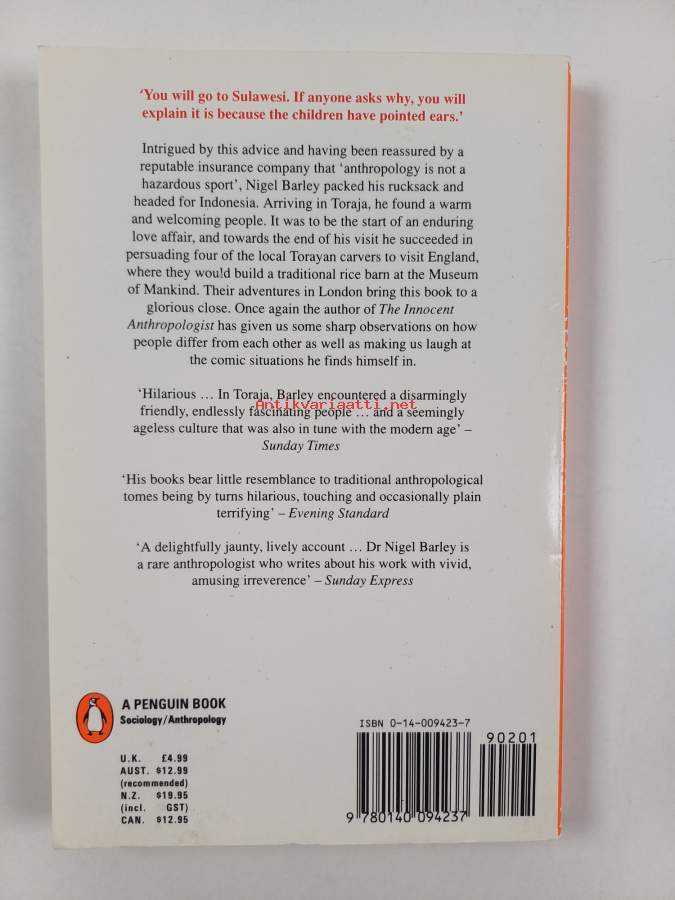 ‘You will go to Sulawesi. If anyone asks why, you will
explain it is because the children have pointed ears.’
Intrigued by this advice and having been reassured by a
reputable insurance company that ‘anthropology is not a
hazardous sport’, Nigel Barley packed his rucksack and
headed for Indonesia. Arriving in Toraja, he found a warm
and welcoming people. It was to be the start of an enduring
love affair, and towards the end of his visit he succeeded in
persuading four of the local Torayan carvers to visit England,
where they would build a traditional rice barn at the Museum
of Mankind. Their adventures in London bring this book to a
glorious close. Once again the author of The Innocent
Anthropologist has given us some sharp observations on how
people differ from each other as well as making us laugh at
the comic situations he finds himself in.
‘Hilarious … In Toraja, Barley encountered a disarmingly
friendly, endlessly fascinating people … and a seemingly
Antikvariaatti.net
ageless culture that was also in tune with the modern age’ –
Sunday Times
‘His books bear little resemblance to traditional anthropological
tomes being by turns hilarious, touching and occasionally plain
terrifying’ – Evening Standard
‘A delightfully jaunty, lively account … Dr Nigel Barley is
a rare anthropologist who writes about his work with vivid,
amusing irreverence’ – Sunday Express
A PENGUIN BOOK
Sociology/Anthropology
U.K. £4.99
AUST. $12.99
(recommended)
N.Z. $19.95
(incl. GST)
CAN. $12.95
ISBN 0-14-009423-7
90201
9 780140 094237